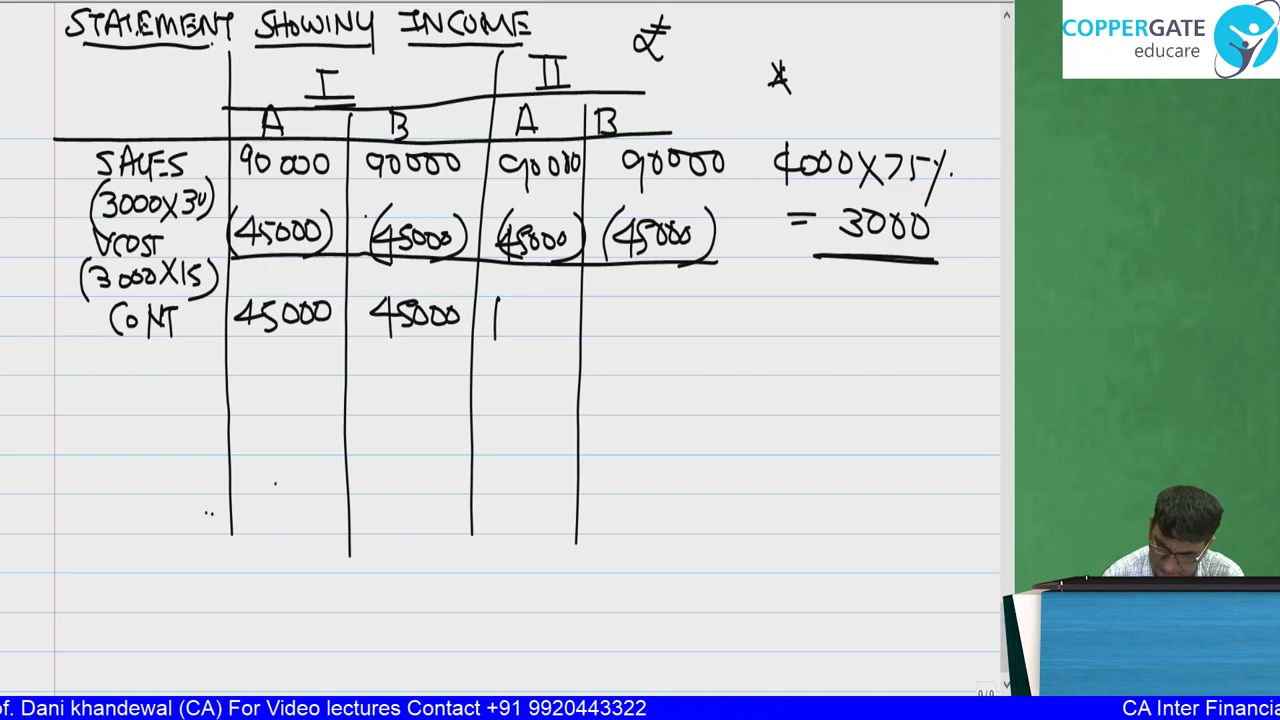 STATEMENT SHOWING INCOME ₹
I II
A B A B
SALES 90000 90000 90000 90000
(3000X30)
VCOST (45000) (45000) (45000) (45000)
(3000X15)
CONT 45000 45000
*
4000X75%
= 3000
COPPERGATE
educare
of. Dani khandewal (CA) For Video lectures Contact +91 9920443322
CA Inter Financia